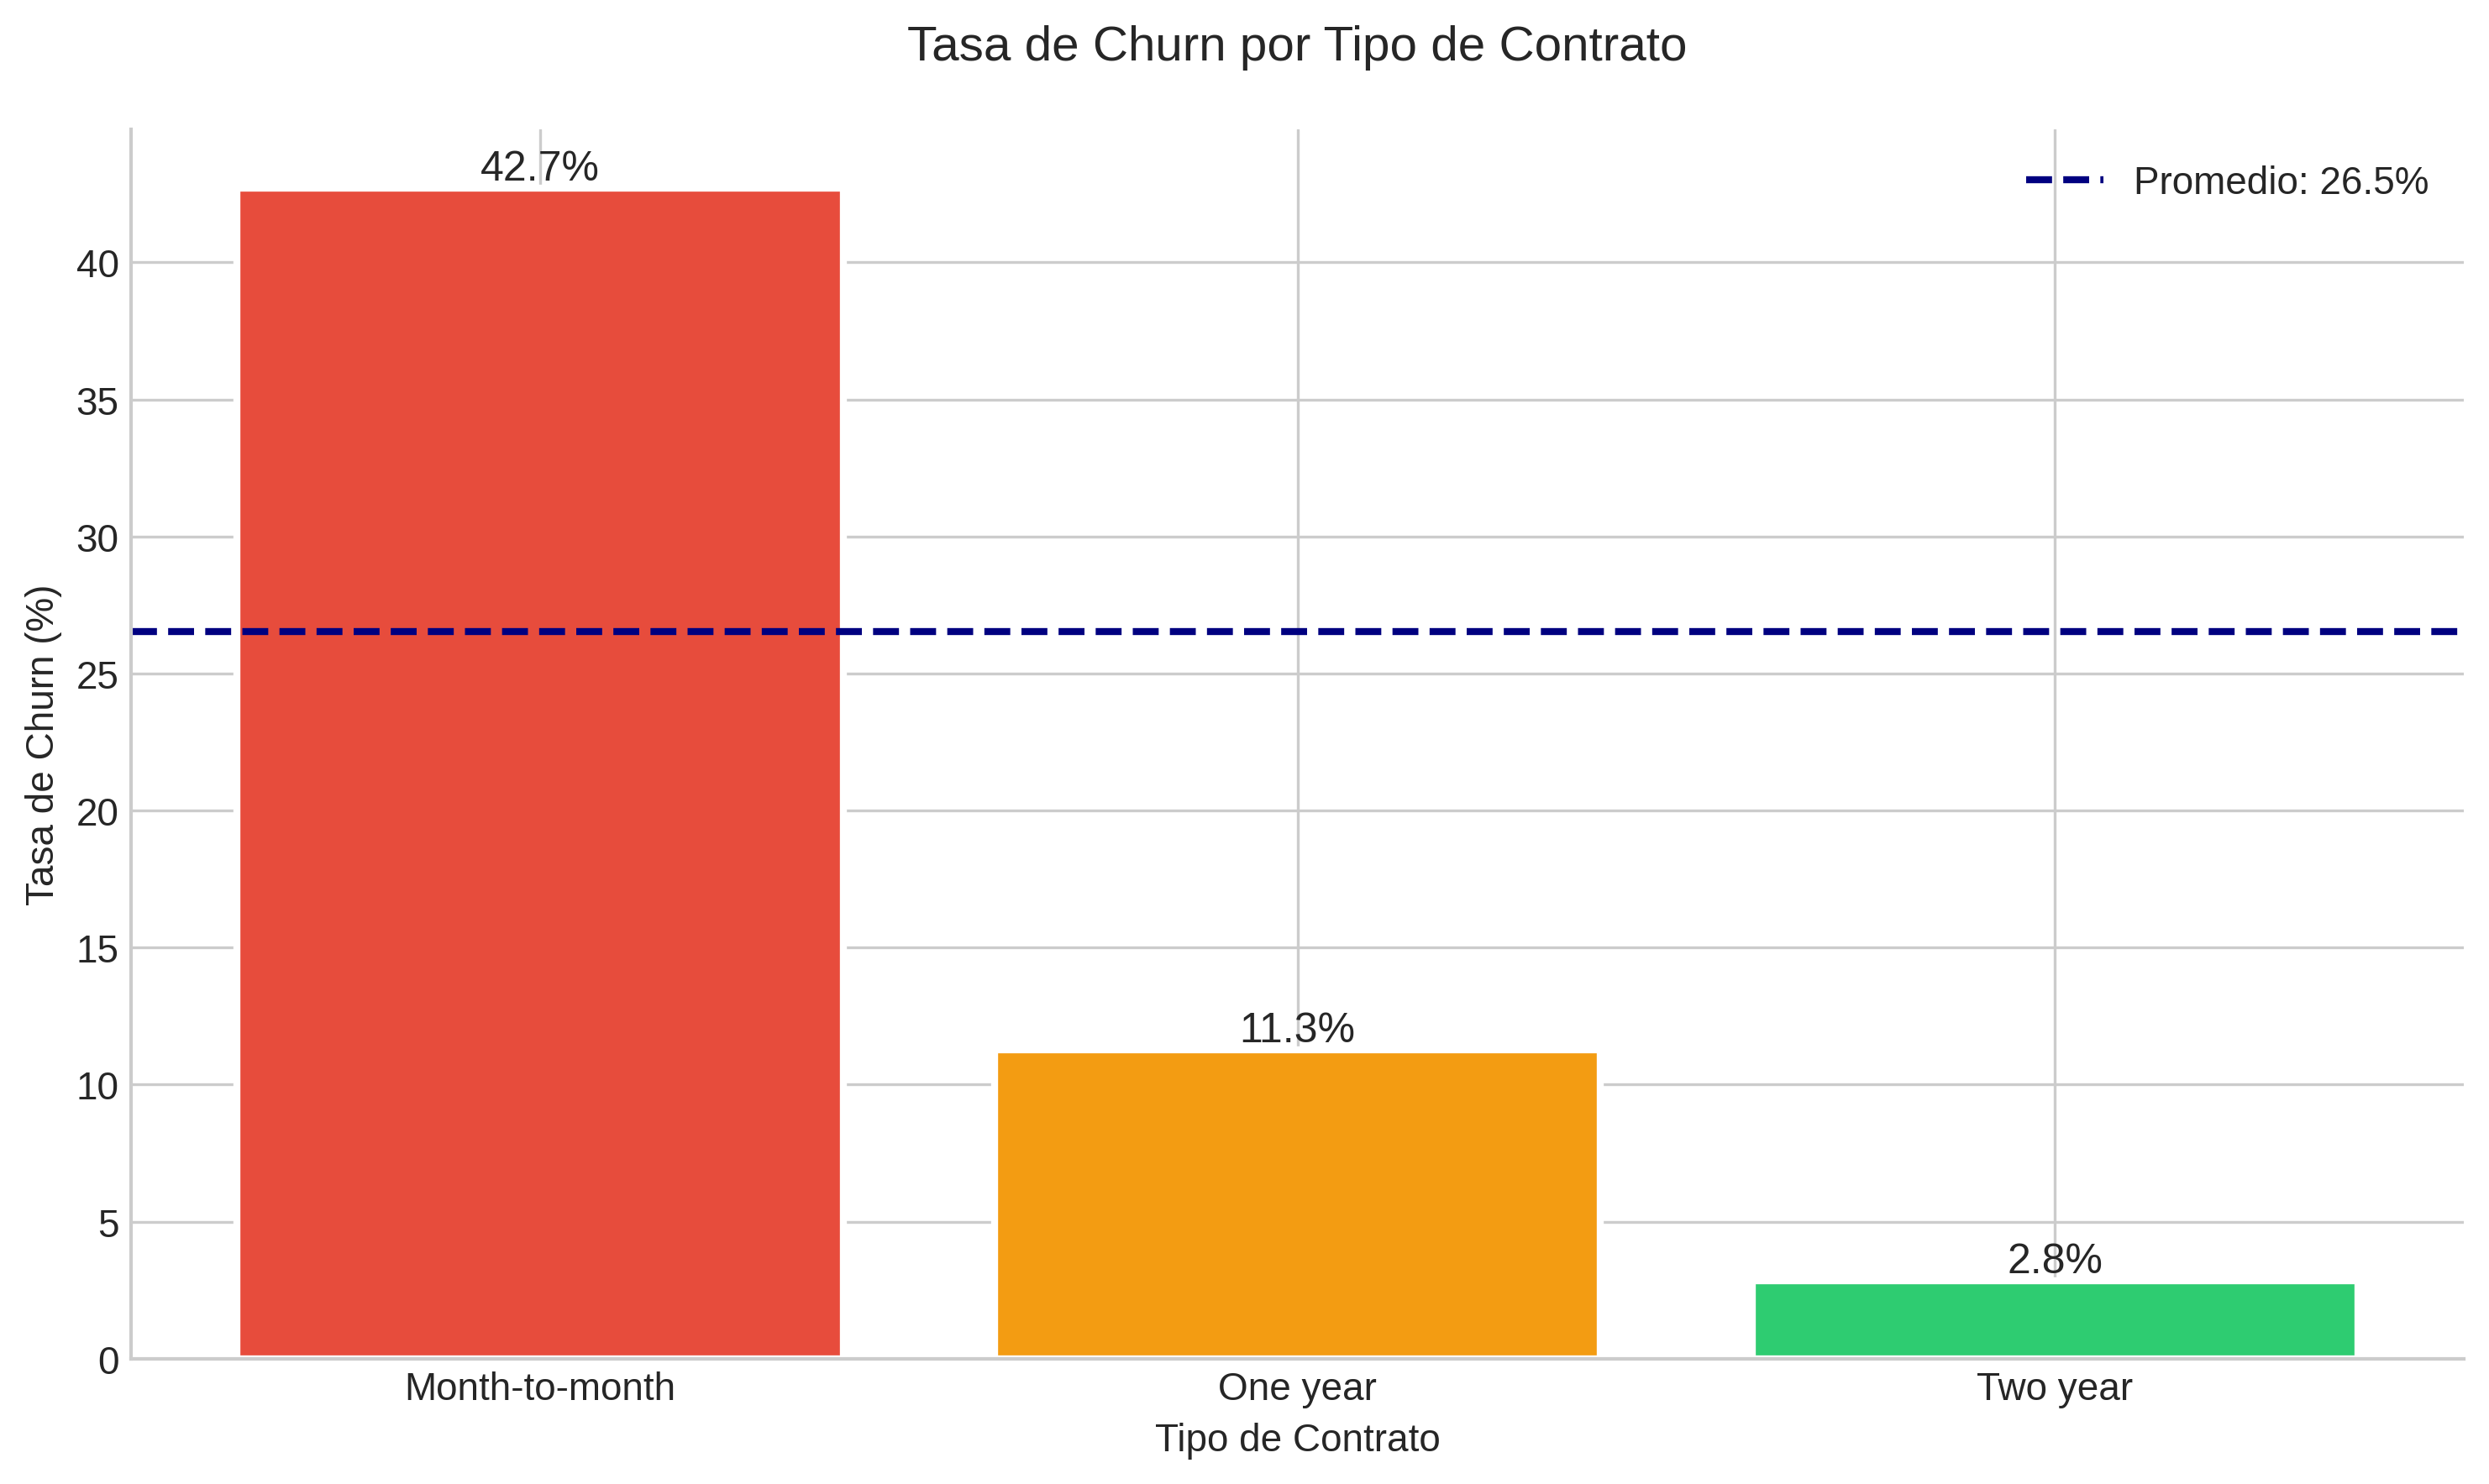 Tasa de Churn por Tipo de Contrato
42.7%
Promedio: 26.5%
40
35
30
25
20
15
10
5
0
Tasa de Churn (%)
11.3%
2.8%
Month-to-month
One year
Two year
Tipo de Contrato